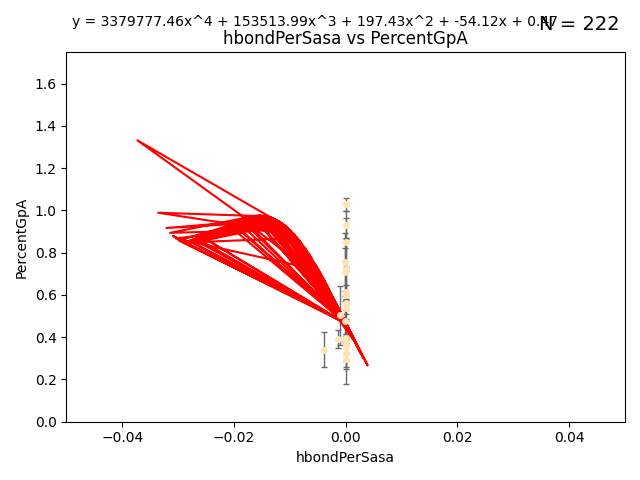 y = 3379777.46x^4 + 153513.99x^3 + 197.43x^2 + -54.12x + 0.
N = 222
hbondPerSasa vs PercentGpA
PercentGpA
1.6
1.4
1.2
1.0
0.8
0.6
0.4
0.2
0.0
−0.04 −0.02 0.00 0.02 0.04
hbondPerSasa